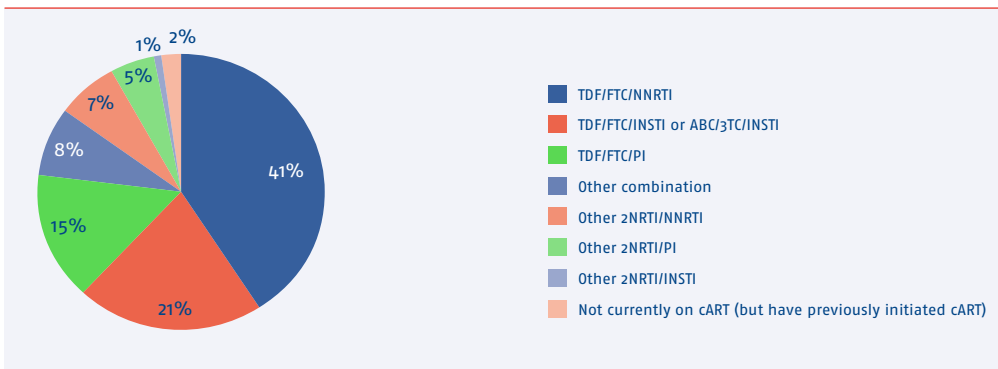 2%
1%
5%
7%
8%
41%
15%
21%
TDF/FTC/NNRTI
TDF/FTC/INSTI or ABC/3TC/INSTI
TDF/FTC/PI
Other combination
Other 2NRTI/NNRTI
Other 2NRTI/PI
Other 2NRTI/INSTI
Not currently on cART (but have previously initiated cART)